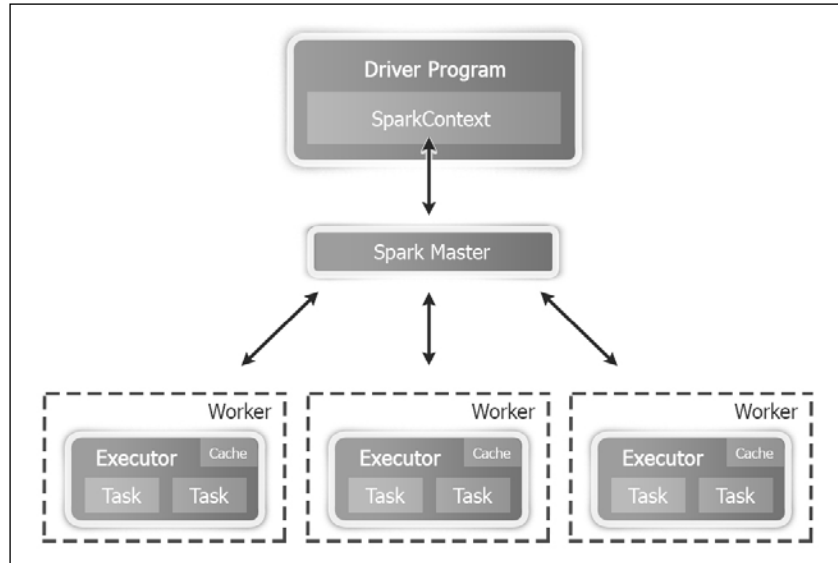 Driver Program
SparkContext
Spark Master
Worker
Executor
Cache
Task Task
Worker
Executor
Cache
Task Task
Worker
Executor
Cache
Task Task